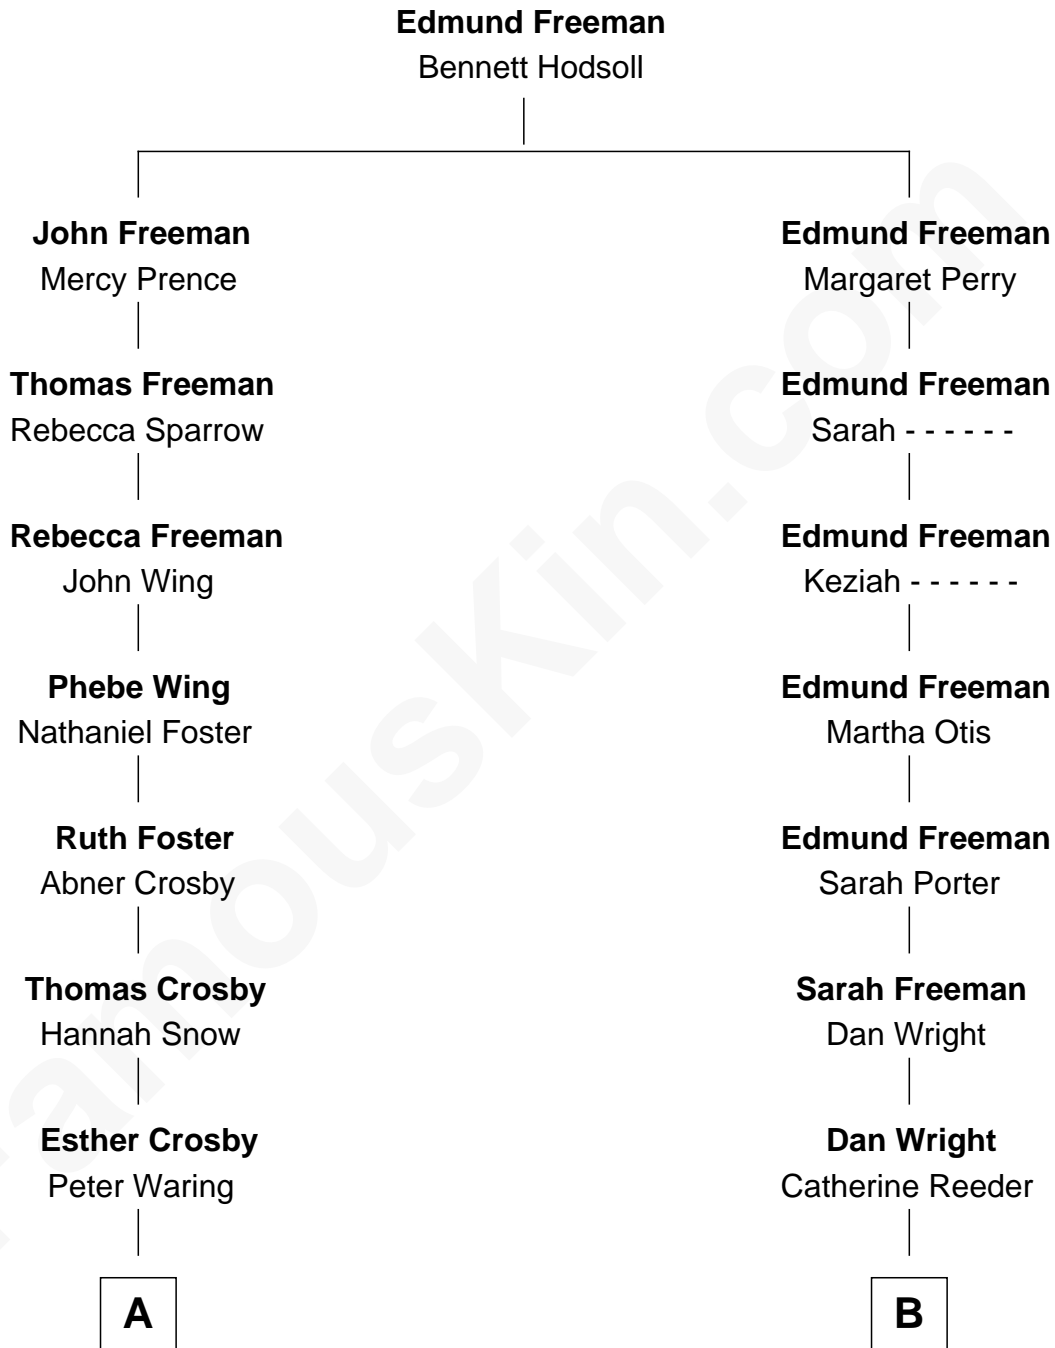 Edmund Freeman
Bennett Hodsoll
John Freeman
Mercy Prence
Edmund Freeman
Margaret Perry
Thomas Freeman
Rebecca Sparrow
Edmund Freeman
Sarah - - - - - -
Rebecca Freeman
John Wing
Edmund Freeman
Keziah - - - - - -
Phebe Wing
Nathaniel Foster
Edmund Freeman
Martha Otis
Ruth Foster
Abner Crosby
Edmund Freeman
Sarah Porter
Thomas Crosby
Hannah Snow
Sarah Freeman
Dan Wright
Esther Crosby
Peter Waring
Dan Wright
Catherine Reeder
A
B
FamousKin.com